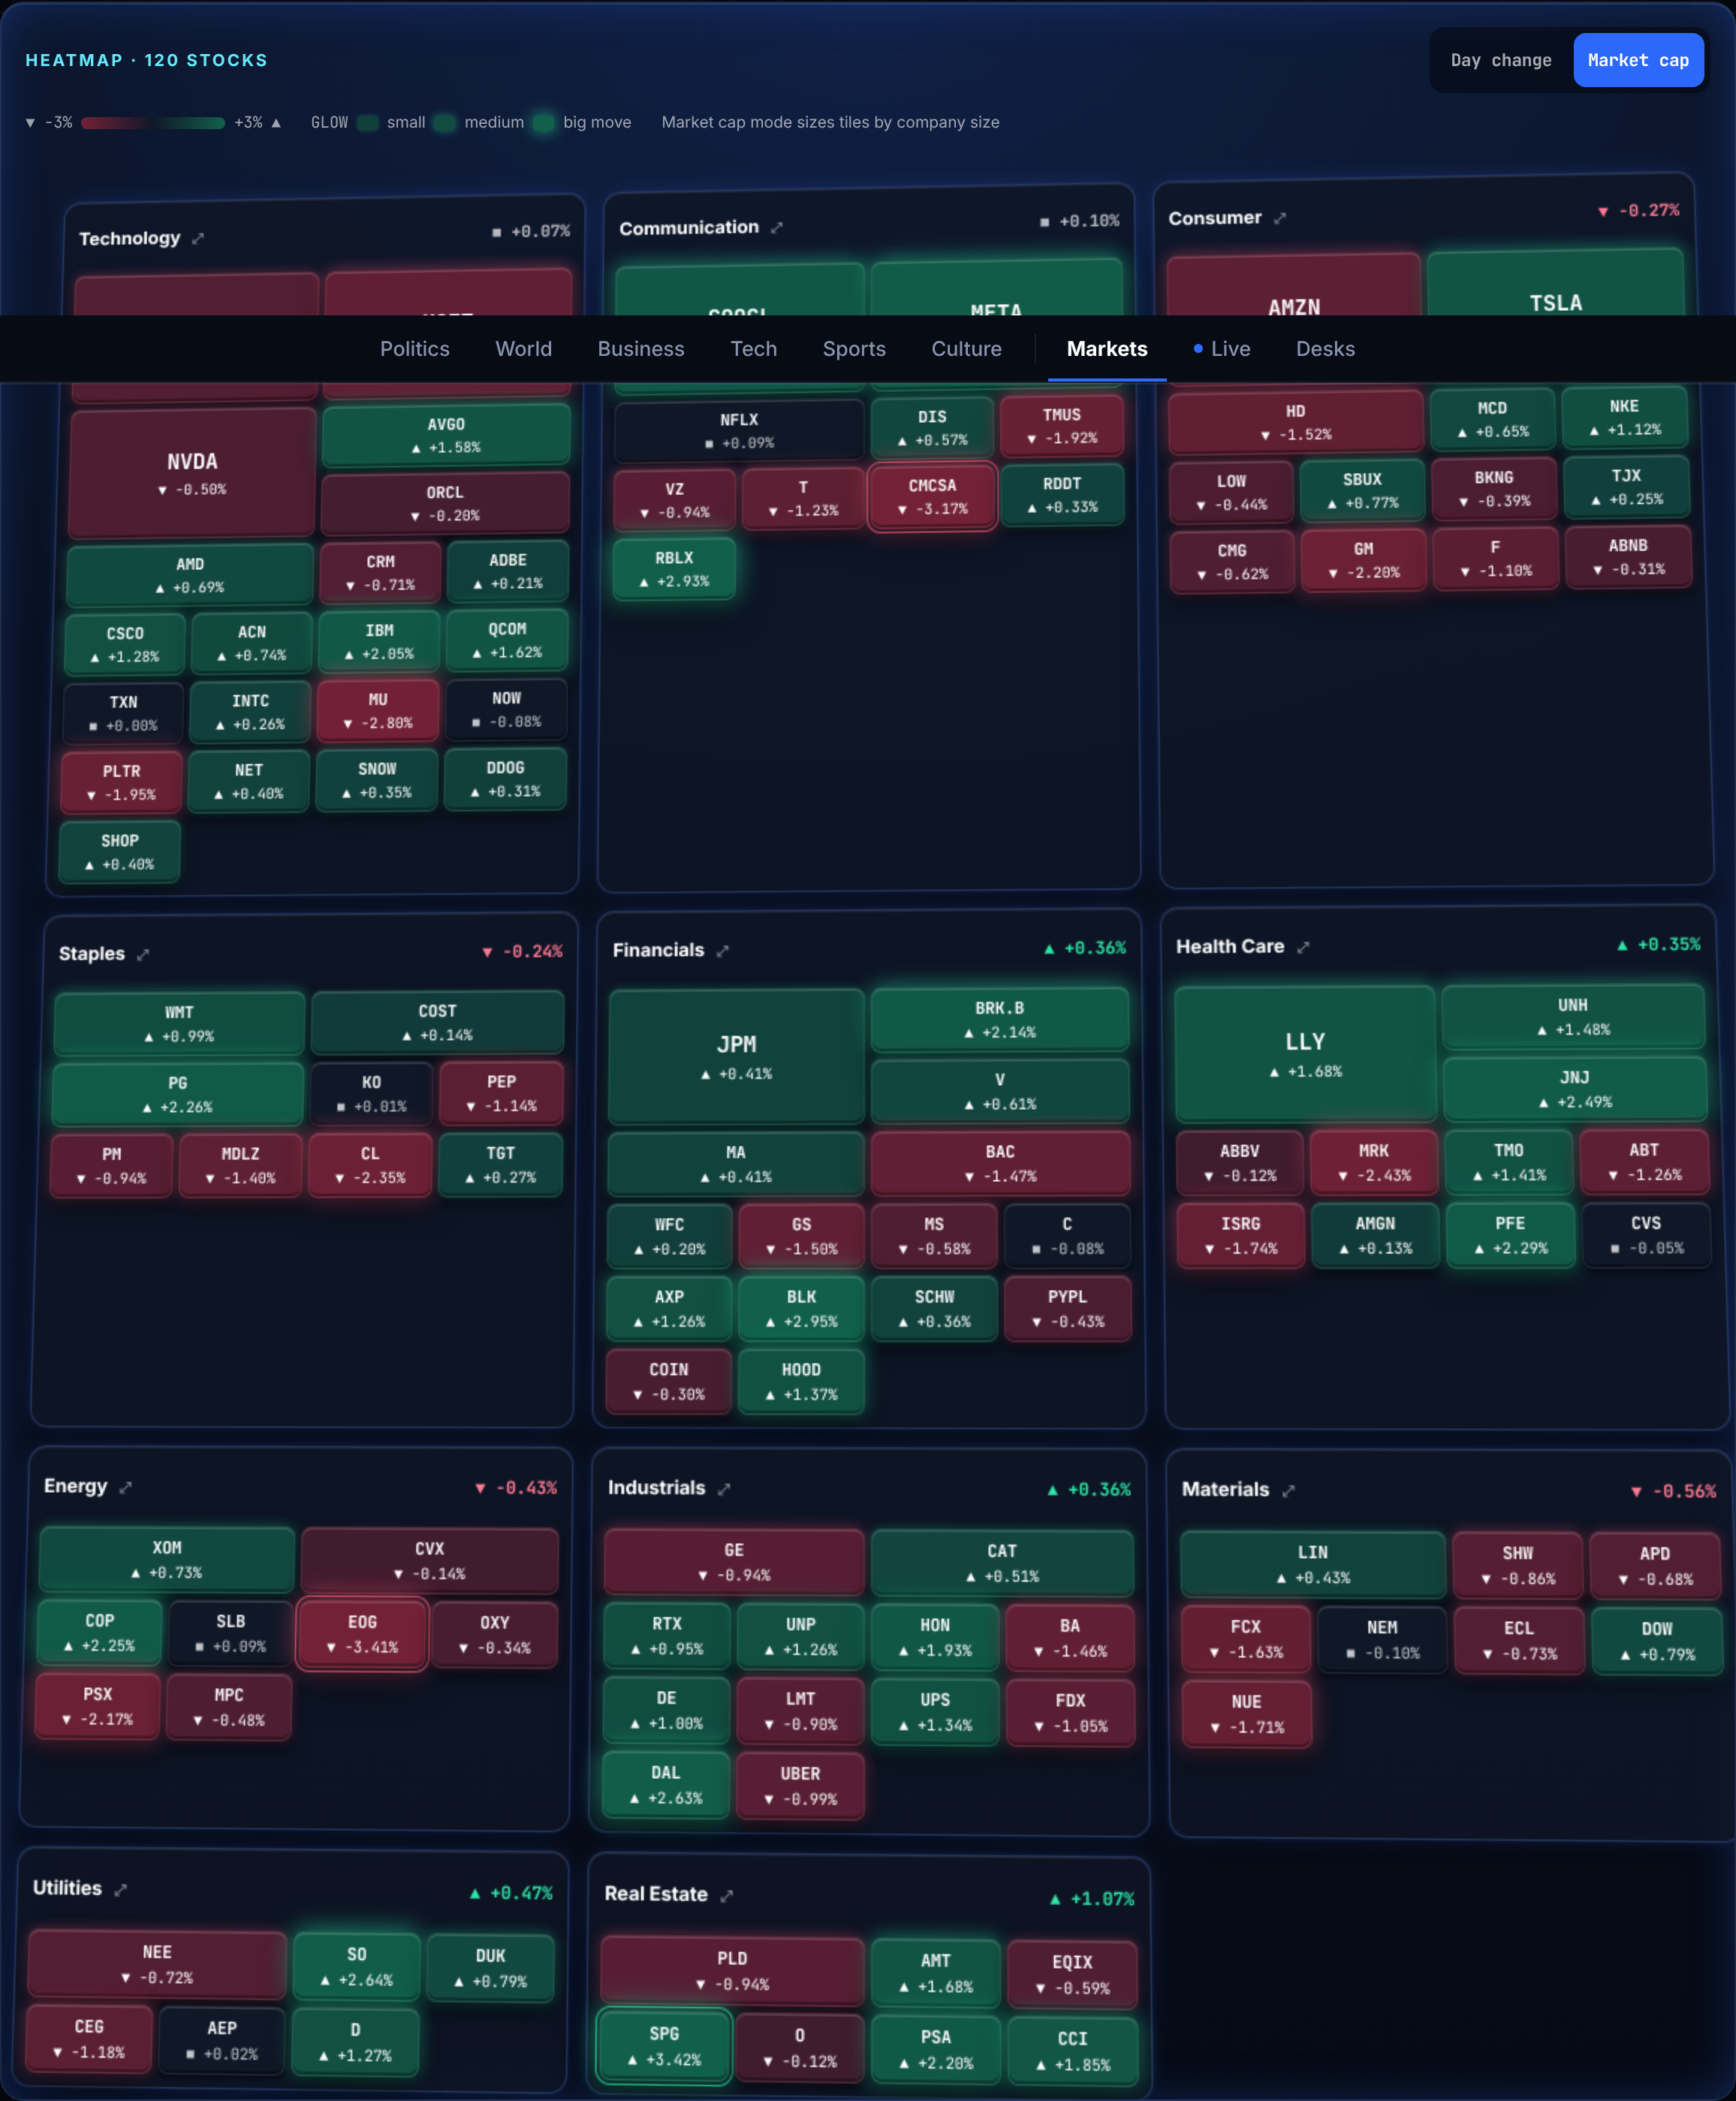 HEATMAP · 120 STOCKS
Day change Market cap
▼ -3% +3% ▲ GLOW small medium big move Market cap mode sizes tiles by company size
Technology ■ +0.07%
Communication ■ +0.10%
META
Consumer ▼ -0.27%
AMZN TSLA
Politics World Business Tech Sports Culture Markets Live Desks
NVDA
▼ -0.50%
AVGO
▲ +1.58%
ORCL
▼ -0.20%
AMD
▲ +0.69%
CRM
▼ -0.71%
ADBE
▲ +0.21%
CSCO
▲ +1.28%
ACN
▲ +0.74%
IBM
▲ +2.05%
QCOM
▲ +1.62%
TXN
■ +0.00%
INTC
▲ +0.26%
MU
▼ -2.80%
NOW
■ -0.08%
PLTR
▼ -1.95%
NET
▲ +0.40%
SNOW
▲ +0.35%
DDOG
▲ +0.31%
SHOP
▲ +0.40%
NFLX
■ +0.09%
DIS
▲ +0.57%
TMUS
▼ -1.92%
VZ
▼ -0.94%
T
▼ -1.23%
CMCSA
▼ -3.17%
RDDT
▲ +0.33%
RBLX
▲ +2.93%
HD
▼ -1.52%
MCD
▲ +0.65%
NKE
▲ +1.12%
LOW
▼ -0.44%
SBUX
▲ +0.77%
BKNG
▼ -0.39%
TJX
▲ +0.25%
CMG
▼ -0.62%
GM
▼ -2.20%
F
▼ -1.10%
ABNB
▼ -0.31%
Staples ▼ -0.24%
WMT
▲ +0.99%
COST
▲ +0.14%
PG
▲ +2.26%
KO
■ +0.01%
PEP
▼ -1.14%
PM
▼ -0.94%
MDLZ
▼ -1.40%
CL
▼ -2.35%
TGT
▲ +0.27%
Financials ▲ +0.36%
JPM
▲ +0.41%
BRK.B
▲ +2.14%
V
▲ +0.61%
MA
▲ +0.41%
BAC
▼ -1.47%
WFC
▲ +0.20%
GS
▼ -1.50%
MS
▼ -0.58%
C
■ -0.08%
AXP
▲ +1.26%
BLK
▲ +2.95%
SCHW
▲ +0.36%
PYPL
▼ -0.43%
COIN
▼ -0.30%
HOOD
▲ +1.37%
Health Care ▲ +0.35%
LLY
▲ +1.68%
UNH
▲ +1.48%
JNJ
▲ +2.49%
ABBV
▼ -0.12%
MRK
▼ -2.43%
TMO
▲ +1.41%
ABT
▼ -1.26%
ISRG
▼ -1.74%
AMGN
▲ +0.13%
PFE
▲ +2.29%
CVS
■ -0.05%
Energy ▼ -0.43%
XOM
▲ +0.73%
CVX
▼ -0.14%
COP
▲ +2.25%
SLB
■ +0.09%
EOG
▼ -3.41%
OXY
▼ -0.34%
PSX
▼ -2.17%
MPC
▼ -0.48%
Industrials ▲ +0.36%
GE
▼ -0.94%
CAT
▲ +0.51%
RTX
▲ +0.95%
UNP
▲ +1.26%
HON
▲ +1.93%
BA
▼ -1.46%
DE
▲ +1.00%
LMT
▼ -0.90%
UPS
▲ +1.34%
FDX
▼ -1.05%
DAL
▲ +2.63%
UBER
▼ -0.99%
Materials ▼ -0.56%
LIN
▲ +0.43%
SHW
▼ -0.86%
APD
▼ -0.68%
FCX
▼ -1.63%
NEM
■ -0.10%
ECL
▼ -0.73%
DOW
▲ +0.79%
NUE
▼ -1.71%
Utilities ▲ +0.47%
NEE
▼ -0.72%
SO
▲ +2.64%
DUK
▲ +0.79%
CEG
▼ -1.18%
AEP
■ +0.02%
D
▲ +1.27%
Real Estate ▲ +1.07%
PLD
▼ -0.94%
AMT
▲ +1.68%
EQIX
▼ -0.59%
SPG
▲ +3.42%
O
▼ -0.12%
PSA
▲ +2.20%
CCI
▲ +1.85%